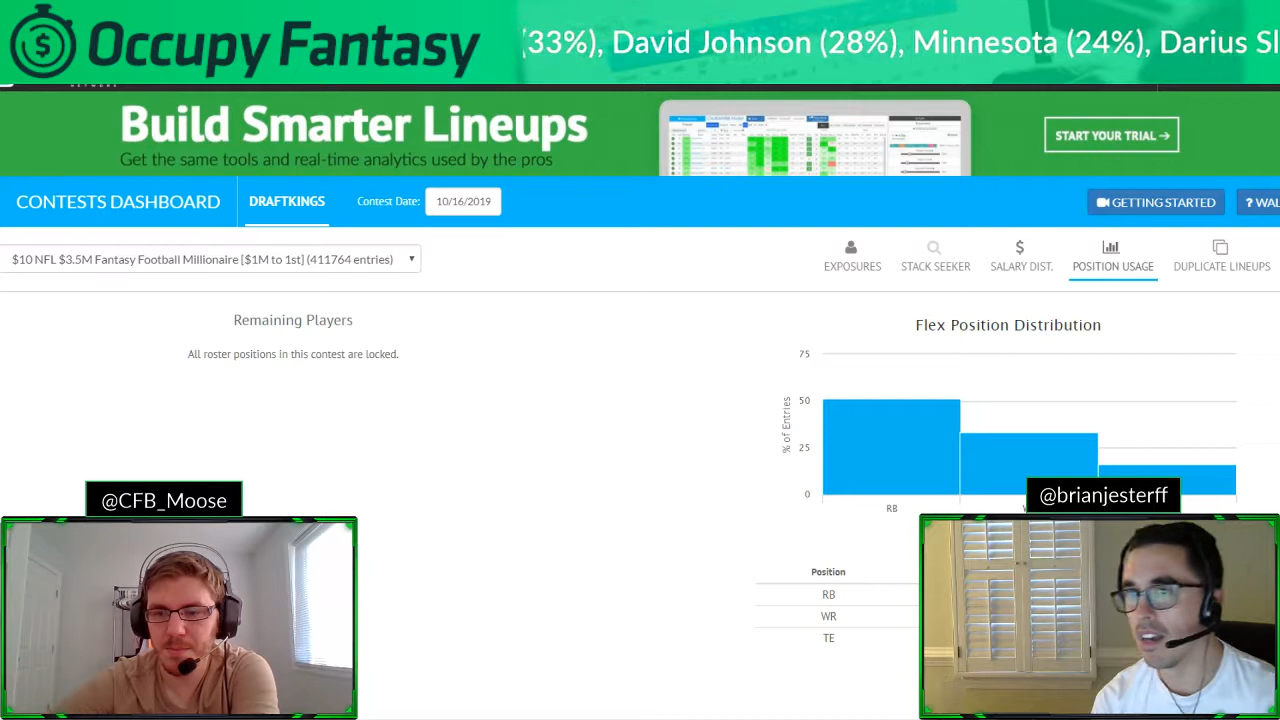 Occupy Fantasy
(33%), David Johnson (28%), Minnesota (24%), Darius Sl
Build Smarter Lineups
Get the same tools and real-time analytics used by the pros
START YOUR TRIAL →
CONTESTS DASHBOARD
DRAFTKINGS
Contest Date:
10/16/2019
GETTING STARTED
? WAL
$10 NFL $3.5M Fantasy Football Millionaire [$1M to 1st] (411764 entries)
EXPOSURES
STACK SEEKER
SALARY DIST.
POSITION USAGE
DUPLICATE LINEUPS
Remaining Players
All roster positions in this contest are locked.
Flex Position Distribution
75
50
25
0
% of Entries
RB
@CFB_Moose
@brianjesterff
Position
RB
WR
TE